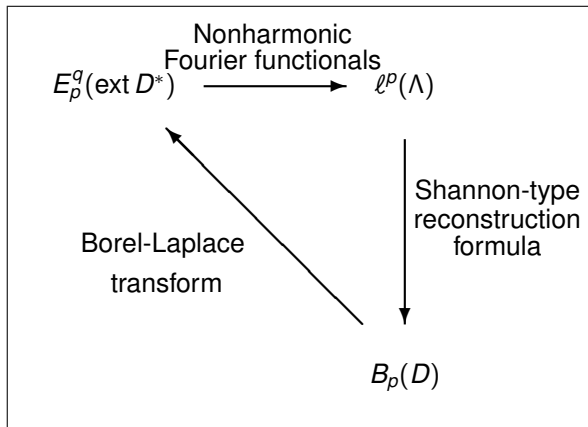 Nonharmonic
Fourier functionals
E_p^q(ext D*)
ℓ^p(Λ)
Shannon-type
reconstruction
formula
Borel-Laplace
transform
B_p(D)